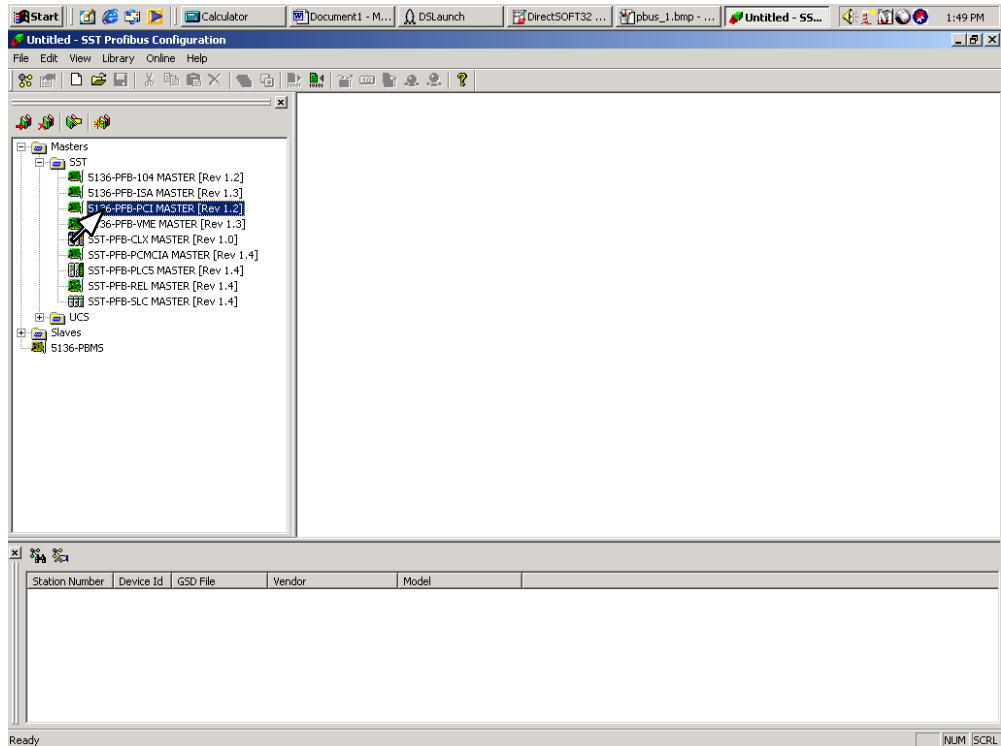 Start Calculator Document1 - M... DSLaunch DirectSOFT32 ... pbus_1.bmp - ... Untitled - SS... 1:49 PM
Untitled - SST Profibus Configuration
File Edit View Library Online Help
Masters
SST
5136-PFB-104 MASTER [Rev 1.2]
5136-PFB-ISA MASTER [Rev 1.3]
5136-PFB-PCI MASTER [Rev 1.2]
36-PFB-VME MASTER [Rev 1.3]
SST-PFB-CLX MASTER [Rev 1.0]
SST-PFB-PCMCIA MASTER [Rev 1.4]
SST-PFB-PLC5 MASTER [Rev 1.4]
SST-PFB-REL MASTER [Rev 1.4]
SST-PFB-SLC MASTER [Rev 1.4]
UCS
Slaves
5136-PBMS
Station Number Device Id GSD File Vendor Model
Ready NUM SCRL